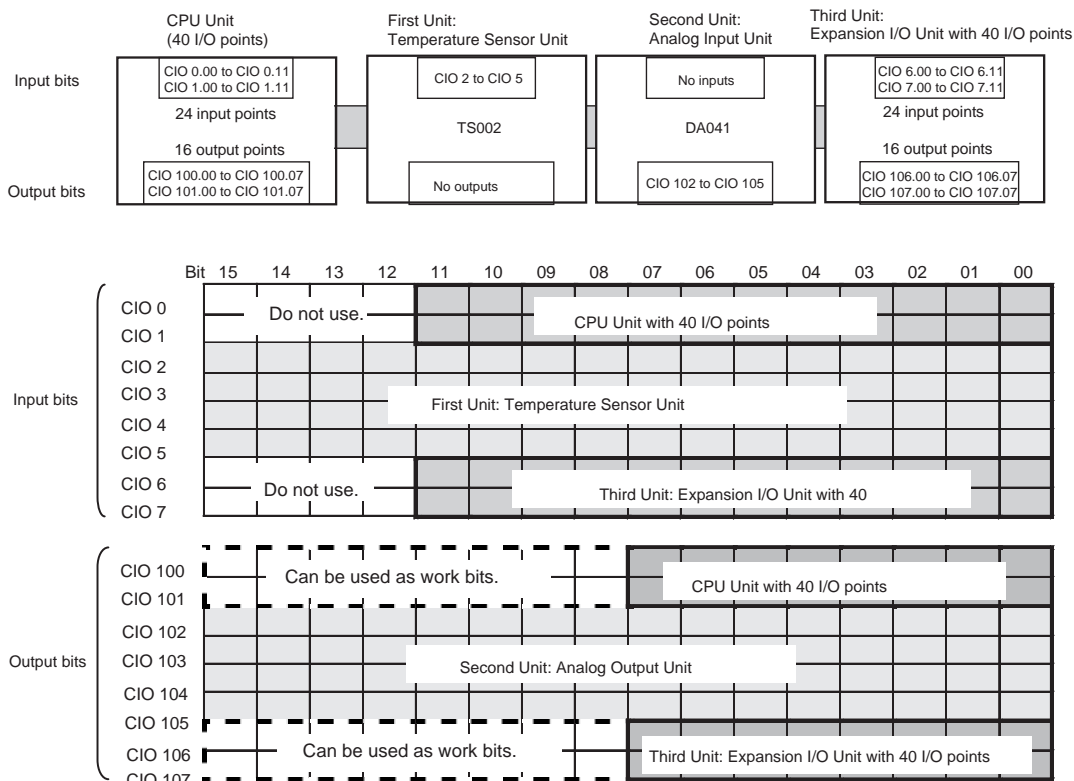 CPU Unit
(40 I/O points)
First Unit:
Temperature Sensor Unit
Second Unit:
Analog Input Unit
Third Unit:
Expansion I/O Unit with 40 I/O points
Input bits
CIO 0.00 to CIO 0.11
CIO 1.00 to CIO 1.11
24 input points
16 output points
CIO 100.00 to CIO 100.07
CIO 101.00 to CIO 101.07
CIO 2 to CIO 5
TS002
No outputs
No inputs
DA041
CIO 102 to CIO 105
CIO 6.00 to CIO 6.11
CIO 7.00 to CIO 7.11
24 input points
16 output points
CIO 106.00 to CIO 106.07
CIO 107.00 to CIO 107.07
Output bits
Bit 15 14 13 12 11 10 09 08 07 06 05 04 03 02 01 00
Input bits
CIO 0
CIO 1
CIO 2
CIO 3
CIO 4
CIO 5
CIO 6
CIO 7
Do not use.
CPU Unit with 40 I/O points
First Unit: Temperature Sensor Unit
Do not use.
Third Unit: Expansion I/O Unit with 40
Output bits
CIO 100
CIO 101
CIO 102
CIO 103
CIO 104
CIO 105
CIO 106
CIO 107
Can be used as work bits.
CPU Unit with 40 I/O points
Second Unit: Analog Output Unit
Can be used as work bits.
Third Unit: Expansion I/O Unit with 40 I/O points